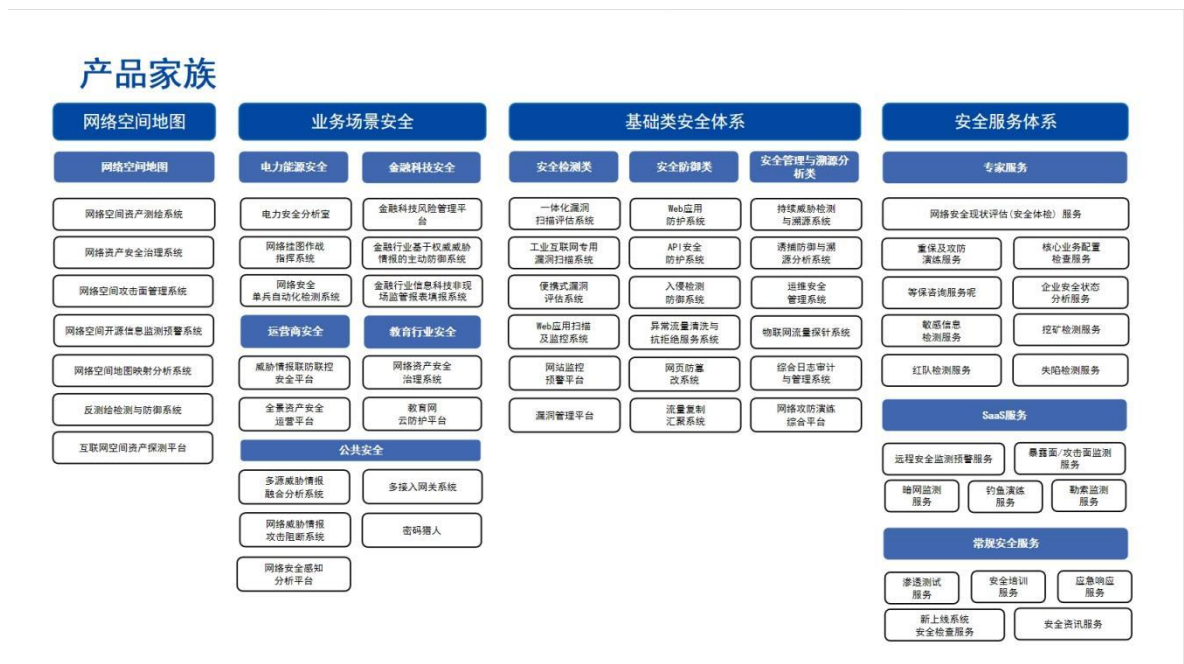 产品家族
网络空间地图
网络空间地图
网络空间资产测绘系统
网络资产安全治理系统
网络空间攻击面管理系统
网络空间开源信息监测预警系统
网络空间地图映射分析系统
反测绘检测与防御系统
互联网空间资产探测平台
业务场景安全
电力能源安全
电力安全分析室
网络挂图作战
指挥系统
网络安全
单兵自动化检测系统
金融科技安全
金融科技风险管理平
台
金融行业基于权威威胁
情报的主动防御系统
金融行业信息科技非现
场监管报表填报系统
运营商安全
威胁情报联防联控
安全平台
全景资产安全
运营平台
教育行业安全
网络资产安全
治理系统
教育网
云防护平台
公共安全
多源威胁情报
融合分析系统
多接入网关系统
网络威胁情报
攻击阻断系统
密码猎人
网络安全感知
分析平台
基础类安全体系
安全检测类
一体化漏洞
扫描评估系统
工业互联网专用
漏洞扫描系统
便携式漏洞
评估系统
Web应用扫描
及监控系统
网站监控
预警平台
漏洞管理平台
安全防御类
Web应用
防护系统
API安全
防护系统
入侵检测
防御系统
异常流量清洗与
抗拒绝服务系统
网页防篡
改系统
流量复制
汇聚系统
安全管理与溯源分
析类
持续威胁检测
与溯源系统
诱捕防御与溯
源分析系统
运维安全
管理系统
物联网流量探针系统
综合日志审计
与管理系统
网络攻防演练
综合平台
安全服务体系
专家服务
网络安全现状评估(安全体检) 服务
重保及攻防
演练服务
核心业务配置
检查服务
等保咨询服务呢
企业安全状态
分析服务
敏感信息
检测服务
挖矿检测服务
红队检测服务
失陷检测服务
SaaS服务
远程安全监测预警服务
暴露面/攻击面监测
服务
暗网监测
服务
钓鱼演练
服务
勒索监测
服务
常规安全服务
渗透测试
服务
安全培训
服务
应急响应
服务
新上线系统
安全检查服务
安全资讯服务